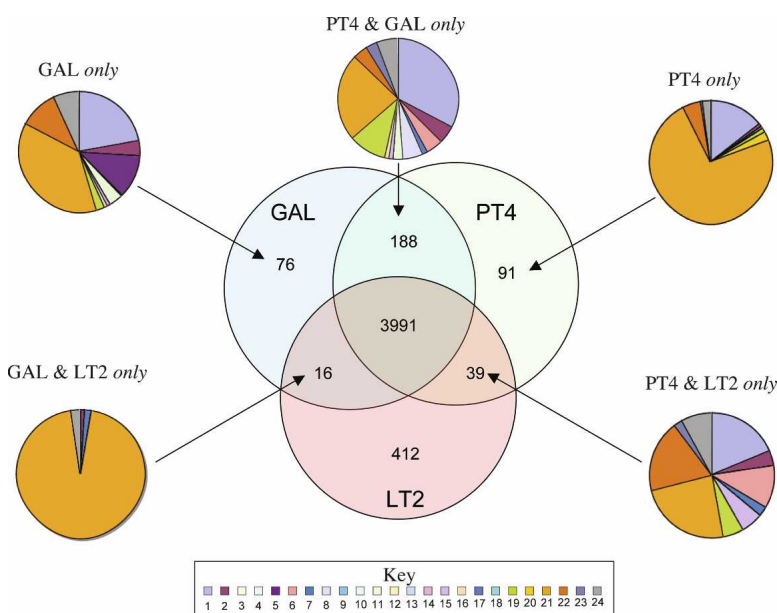 PT4 & GAL only
GAL only
PT4 only
GAL
PT4
188
76
91
3991
16
39
GAL & LT2 only
PT4 & LT2 only
412
LT2
Key
1 2 3 4 5 6 7 8 9 10 11 12 13 14 15 16 17 18 19 20 21 22 23 24